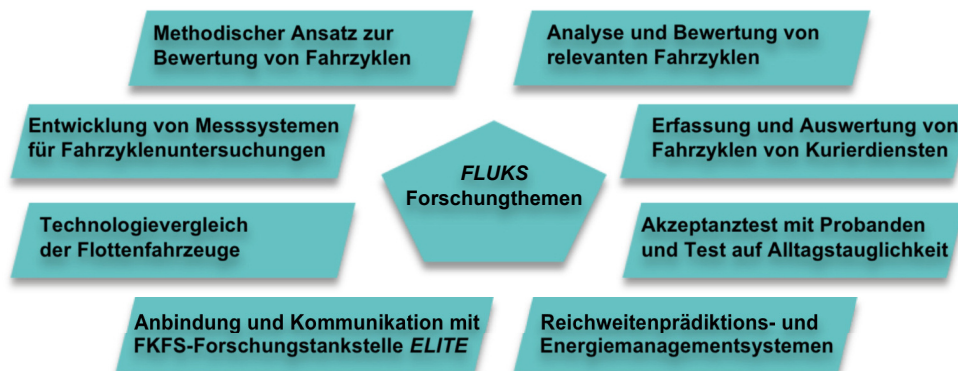 Methodischer Ansatz zur
Bewertung von Fahrzyklen
Analyse und Bewertung von
relevanten Fahrzyklen
Entwicklung von Messsystemen
für Fahrzyklenuntersuchungen
FLUKS
Forschungthemen
Erfassung und Auswertung von
Fahrzyklen von Kurierdiensten
Technologievergleich
der Flottenfahrzeuge
Akzeptanztest mit Probanden
und Test auf Alltagstauglichkeit
Anbindung und Kommunikation mit
FKFS-Forschungstankstelle ELITE
Reichweitenprädiktions- und
Energiemanagementsystemen